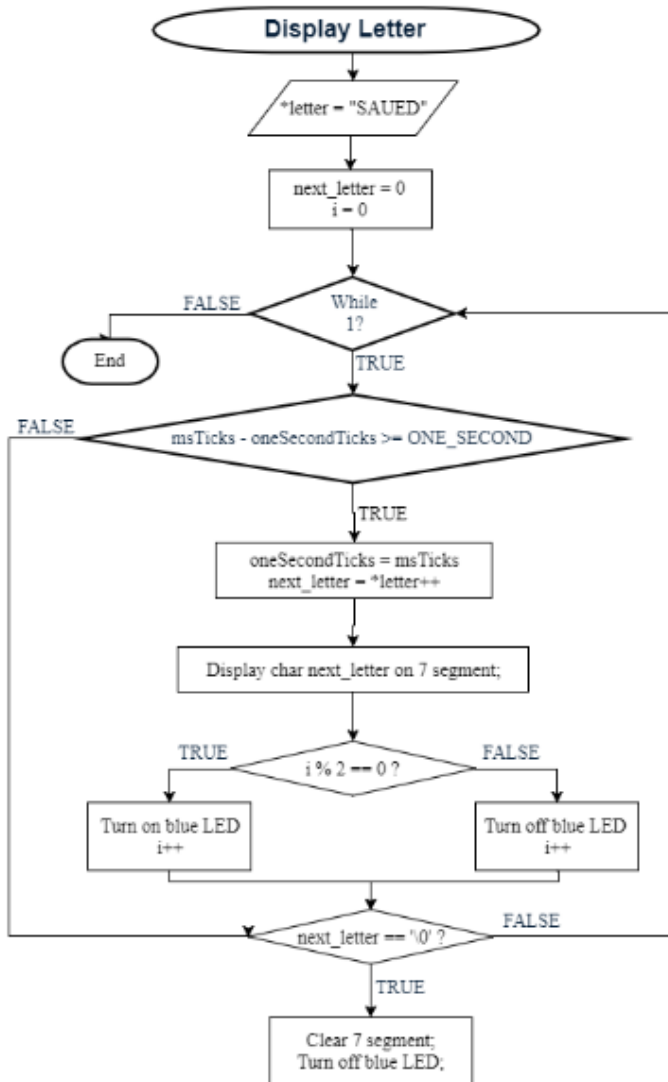 Display Letter
*letter = "SAUED"
next_letter = 0
i = 0
While
1?
FALSE
End
TRUE
FALSE
msTicks - oneSecondTicks >= ONE_SECOND
TRUE
oneSecondTicks = msTicks
next_letter = *letter++
Display char next_letter on 7 segment;
TRUE
i % 2 == 0 ?
FALSE
Turn on blue LED
i++
Turn off blue LED
i++
next_letter == '\0' ?
FALSE
TRUE
Clear 7 segment;
Turn off blue LED;